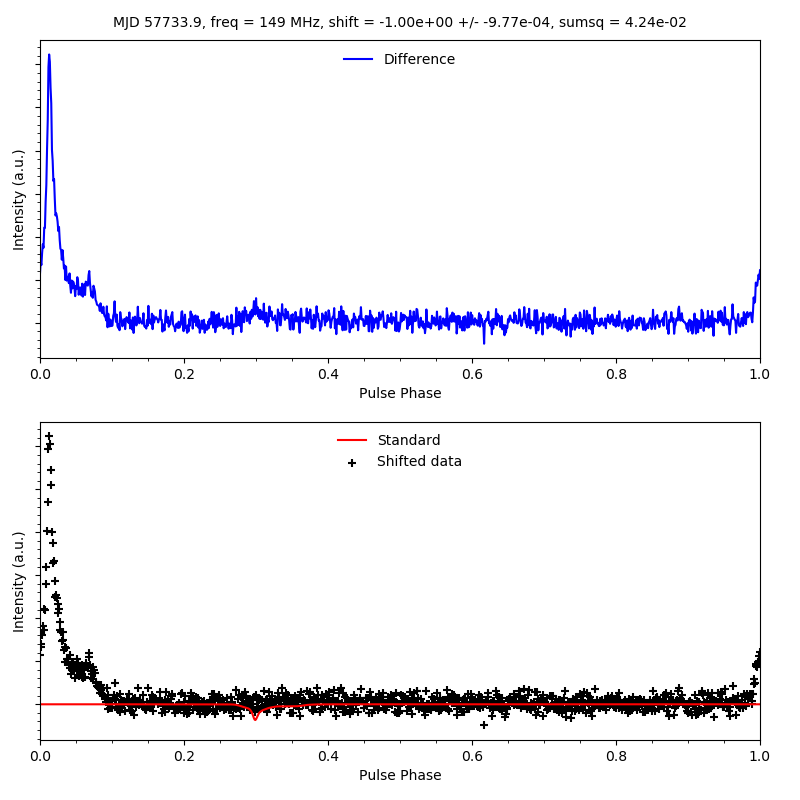 MJD 57733.9, freq = 149 MHz, shift = -1.00e+00 +/- -9.77e-04, sumsq = 4.24e-02
Difference
Intensity (a.u.)
0.0 0.2 0.4 0.6 0.8 1.0
Pulse Phase
Standard
Shifted data
Intensity (a.u.)
0.0 0.2 0.4 0.6 0.8 1.0
Pulse Phase